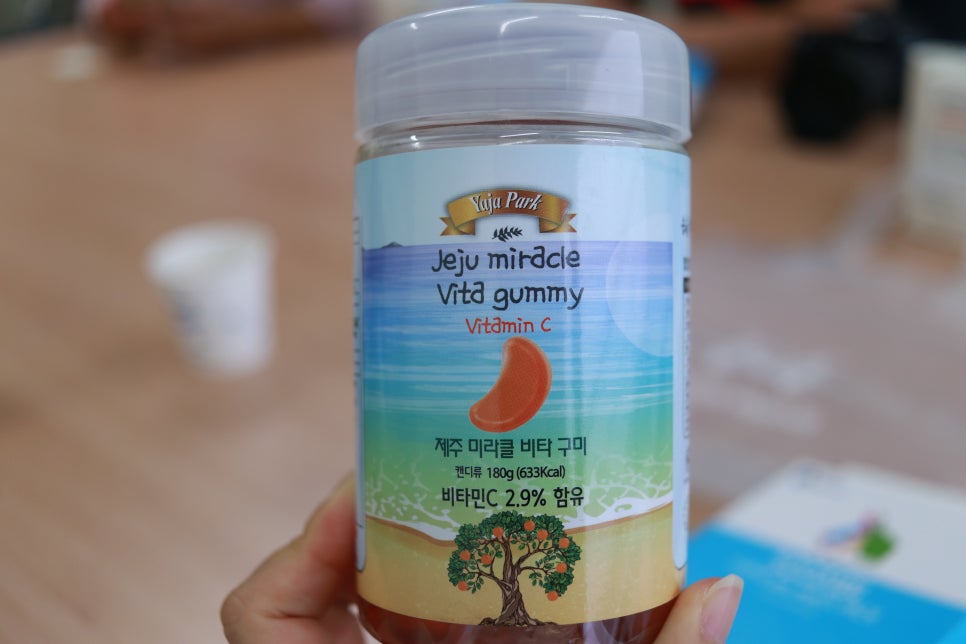 Yaja Park
Jeju miracle
Vita gummy
Vitamin C
제주 미라클 비타 구미
캔디류 180g (633Kcal)
비타민C 2.9% 함유